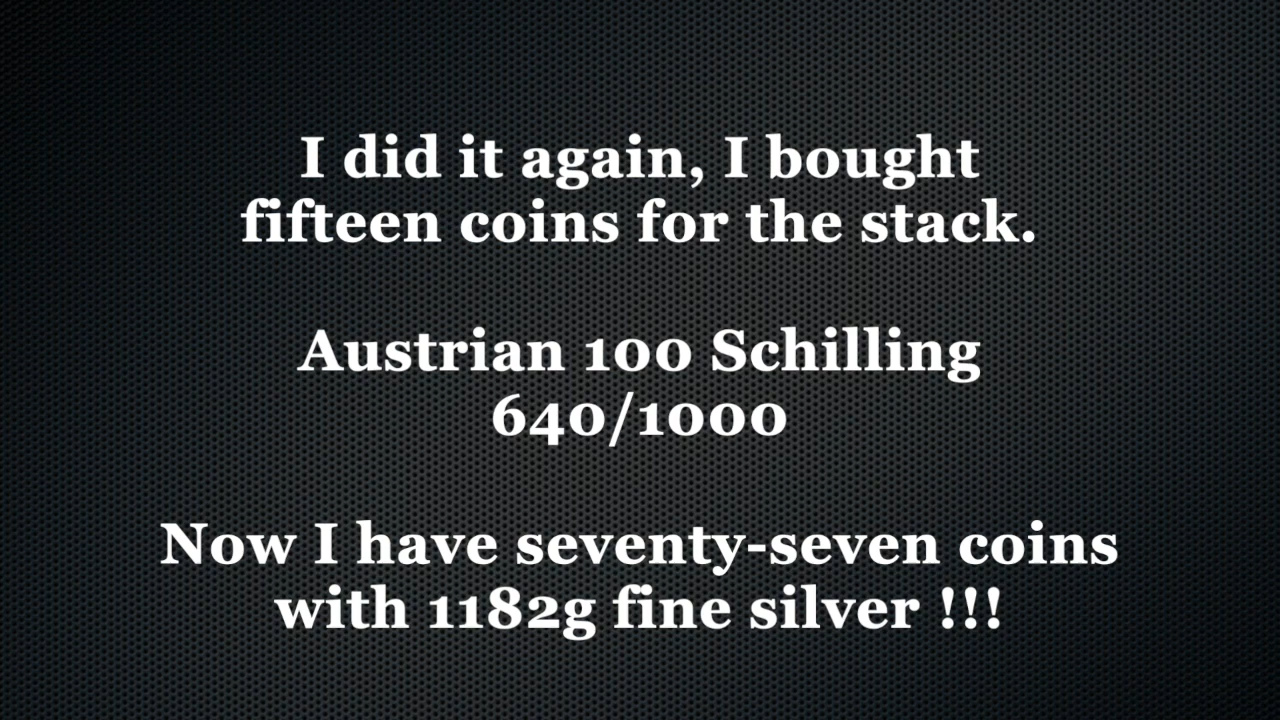 I did it again, I bought
fifteen coins for the stack.
Austrian 100 Schilling
640/1000
Now I have seventy-seven coins
with 1182g fine silver !!!